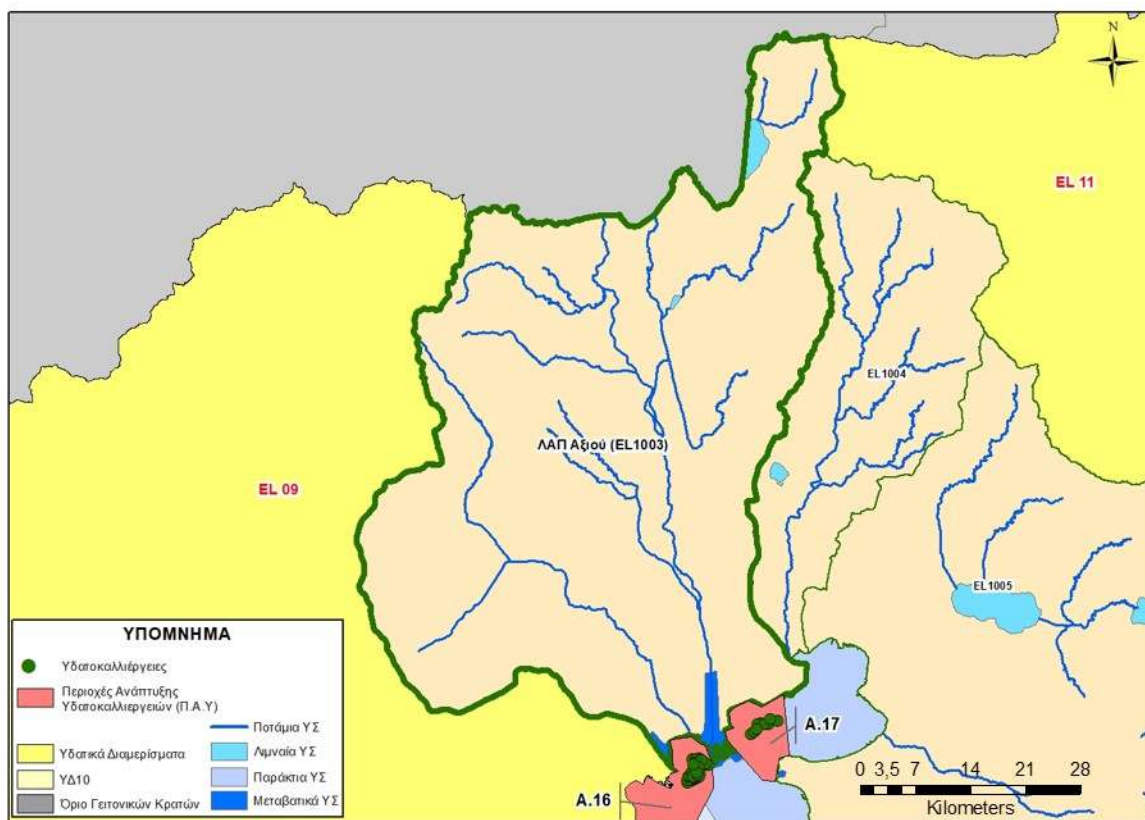 N
EL 11
EL1004
ΛΑΠ Αξιού (EL1003)
EL 09
EL1005
ΥΠΟΜΝΗΜΑ
Υδατοκαλλιέργειες
Περιοχές Ανάπτυξης
Υδατοκαλλιεργειών (Π.Α.Υ)
Υδατικά Διαμερίσματα
ΥΔ10
Όριο Γειτονικών Κρατών
Ποτάμια ΥΣ
Λιμναία ΥΣ
Παράκτια ΥΣ
Μεταβατικά ΥΣ
A.17
A.16
0 3,5 7 14 21 28
Kilometers